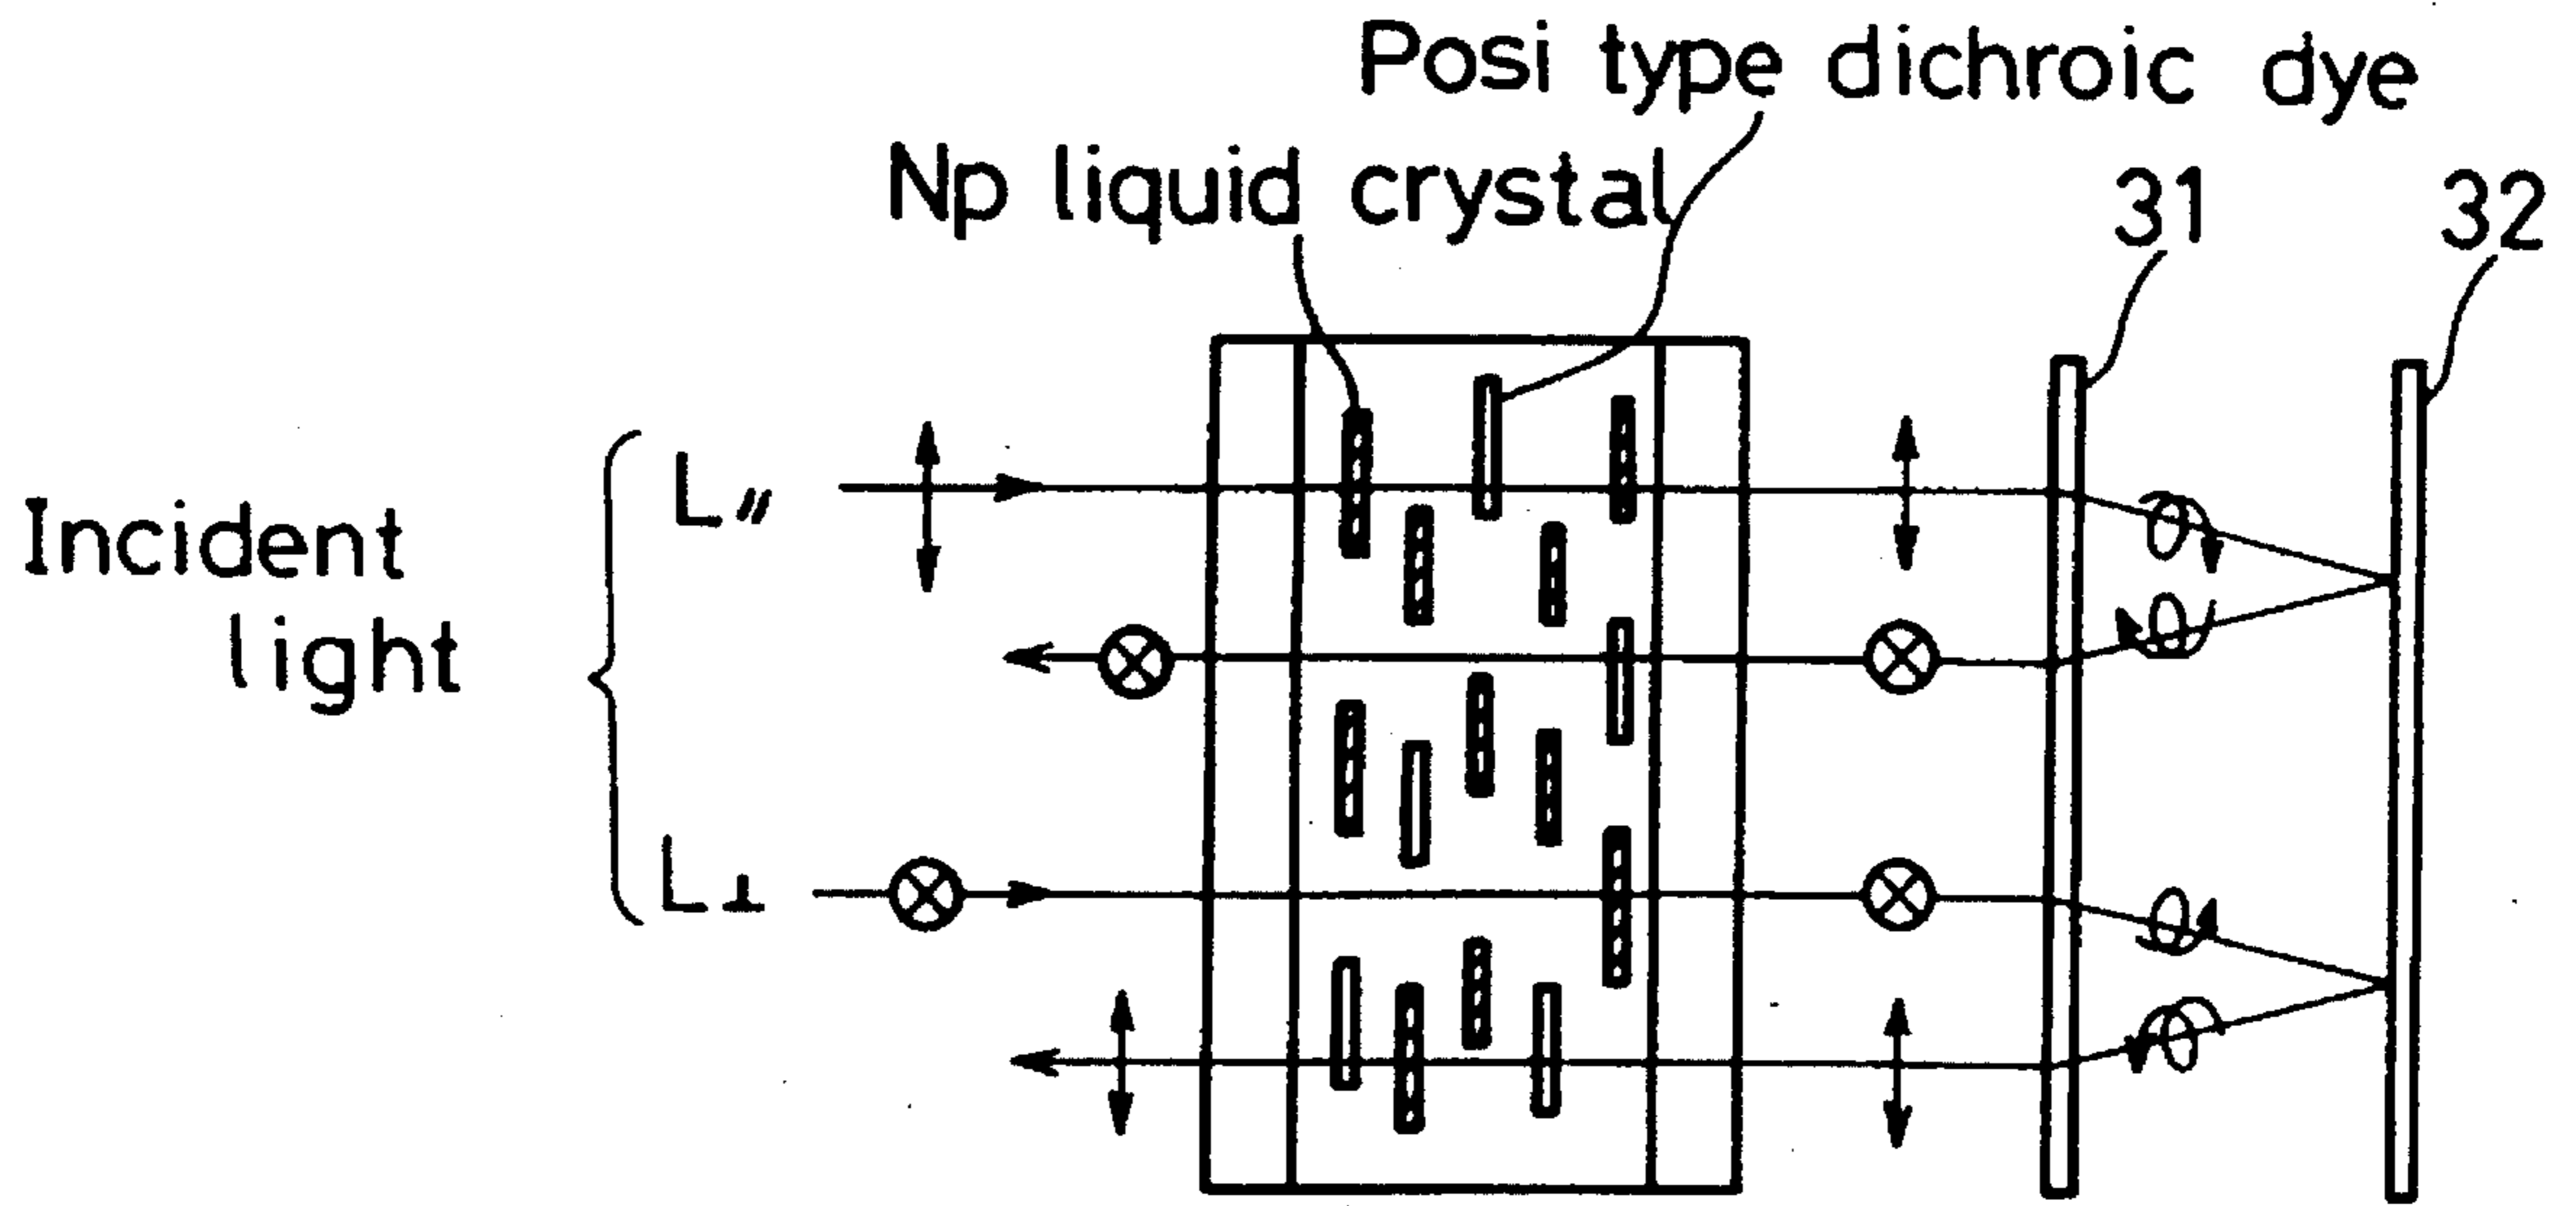 Posi type dichroic dye
Np liquid crystal
31
32
Incident
light
L〃
L⊥